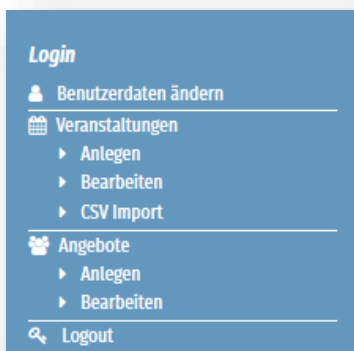 Login
Benutzerdaten ändern
Veranstaltungen
Anlegen
Bearbeiten
CSV Import
Angebote
Anlegen
Bearbeiten
Logout